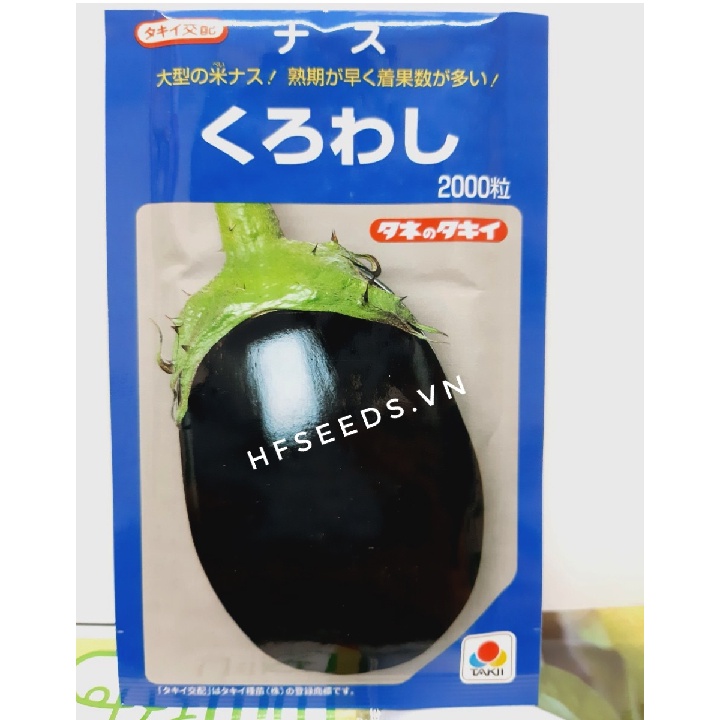 タキイ交配
ナス
大型の米ナス! 熟期が早く着果数が多い!
べい
くろわし
2000粒
タネのタキイ
HFSEEDS.VN
TAKII
「タキイ交配」はタキイ種苗(株)の登録商標です。